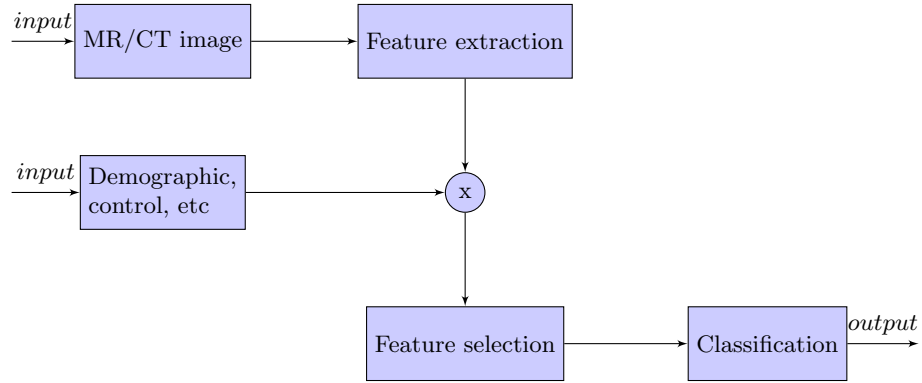 input
MR/CT image
Feature extraction
input
Demographic,
control, etc
x
Feature selection
Classification
output